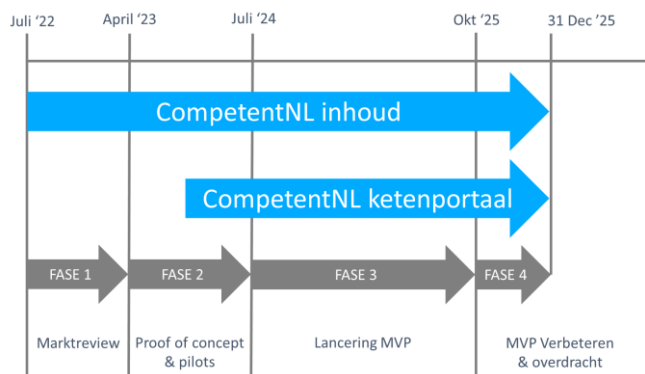 Juli ‘22
April ‘23
Juli ‘24
Okt ‘25
31 Dec ’25
CompetentNL inhoud
CompetentNL ketenportaal
FASE 1
FASE 2
FASE 3
FASE 4
Marktreview
Proof of concept
& pilots
Lancering MVP
MVP Verbeteren
& overdracht